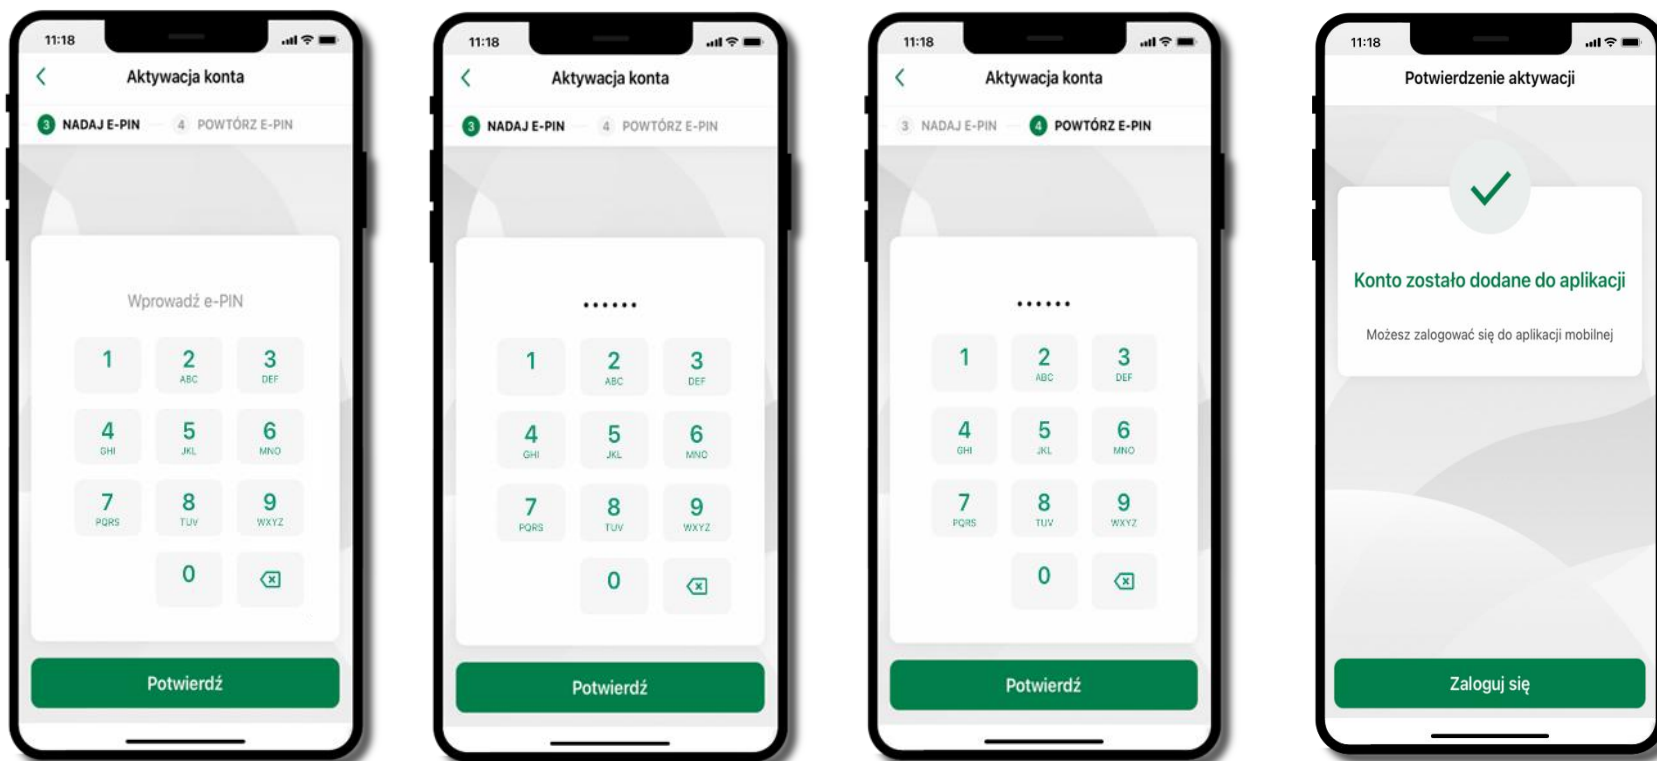 11:18
Aktywacja konta
3 NADAJ E-PIN 4 POWTÓRZ E-PIN
Wprowadź e-PIN
1 2 3
ABC DEF
4 5 6
GHI JKL MNO
7 8 9
PQRS TUV WXYZ
0
Potwierdź
11:18
Aktywacja konta
3 NADAJ E-PIN 4 POWTÓRZ E-PIN
••••••
1 2 3
ABC DEF
4 5 6
GHI JKL MNO
7 8 9
PQRS TUV WXYZ
0
Potwierdź
11:18
Aktywacja konta
3 NADAJ E-PIN 4 POWTÓRZ E-PIN
••••••
1 2 3
ABC DEF
4 5 6
GHI JKL MNO
7 8 9
PQRS TUV WXYZ
0
Potwierdź
11:18
Potwierdzenie aktywacji
Konto zostało dodane do aplikacji
Możesz zalogować się do aplikacji mobilnej
Zaloguj się